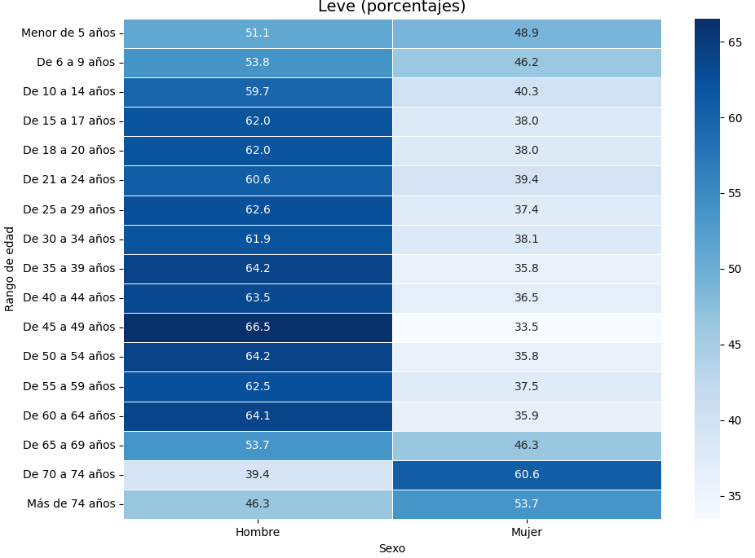 Leve (porcentajes)
Menor de 5 años 51.1 48.9
De 6 a 9 años 53.8 46.2
De 10 a 14 años 59.7 40.3
De 15 a 17 años 62.0 38.0
De 18 a 20 años 62.0 38.0
De 21 a 24 años 60.6 39.4
De 25 a 29 años 62.6 37.4
De 30 a 34 años 61.9 38.1
De 35 a 39 años 64.2 35.8
De 40 a 44 años 63.5 36.5
De 45 a 49 años 66.5 33.5
De 50 a 54 años 64.2 35.8
De 55 a 59 años 62.5 37.5
De 60 a 64 años 64.1 35.9
De 65 a 69 años 53.7 46.3
De 70 a 74 años 39.4 60.6
Más de 74 años 46.3 53.7
Rango de edad
Hombre Mujer
Sexo
65
60
55
50
45
40
35